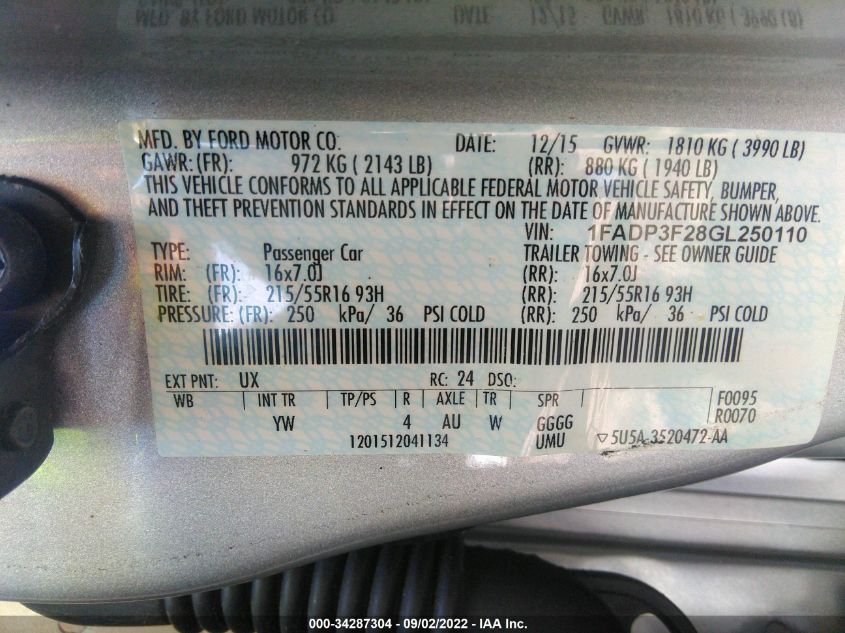 MFD. BY FORD MOTOR CO. DATE: 12/15 GVWR: 1810 KG ( 3990 LB)
GAWR: (FR): 972 KG ( 2143 LB) (RR): 880 KG ( 1940 LB)
THIS VEHICLE CONFORMS TO ALL APPLICABLE FEDERAL MOTOR VEHICLE SAFETY, BUMPER,
AND THEFT PREVENTION STANDARDS IN EFFECT ON THE DATE OF MANUFACTURE SHOWN ABOVE.
VIN: 1FADP3F28GL250110
TYPE: Passenger Car TRAILER TOWING - SEE OWNER GUIDE
RIM: (FR): 16x7.0J (RR): 16x7.0J
TIRE: (FR): 215/55R16 93H (RR): 215/55R16 93H
PRESSURE: (FR): 250 kPa/ 36 PSI COLD (RR): 250 kPa/ 36 PSI COLD
EXT PNT: UX RC: 24 DSO:
WB INT TR TP/PS R AXLE TR SPR F0095
YW 4 AU W GGGG R0070
1201512041134 UMU ▽5U5A-3520472-AA
000-34287304 - 09/02/2022 - IAA Inc.